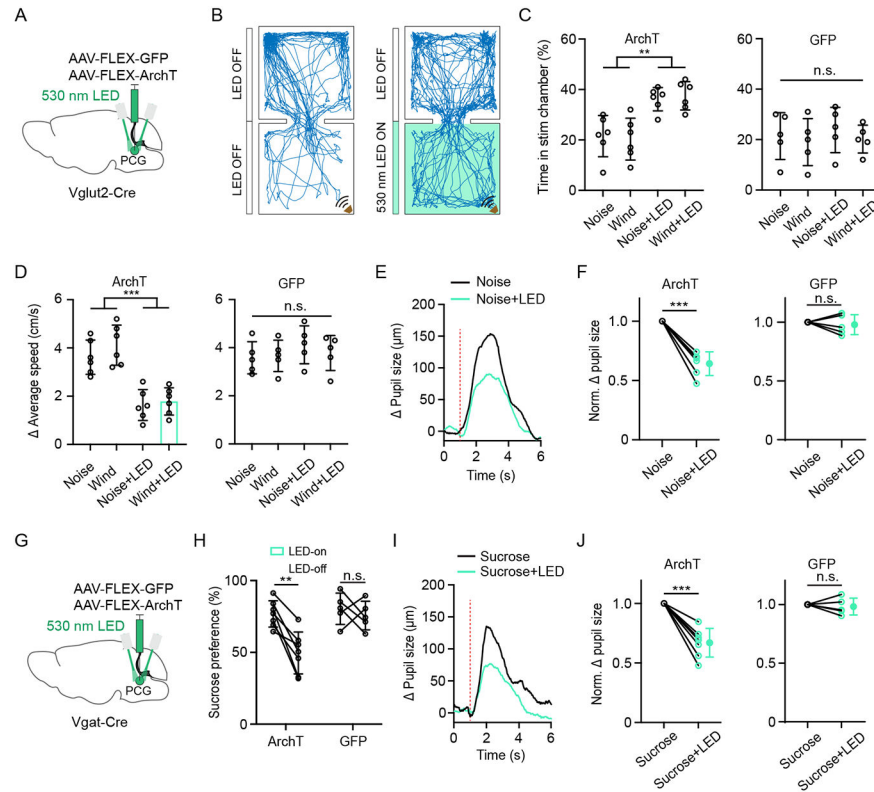 A
AAV-FLEX-GFP
AAV-FLEX-ArchT
530 nm LED
PCG
Vglut2-Cre
B
LED OFF
LED OFF
LED OFF
530 nm LED ON
C
ArchT
**
Time in stim chamber (%)
60
40
20
0
Noise
Wind
Noise+LED
Wind+LED
GFP
n.s.
60
40
20
0
Noise
Wind
Noise+LED
Wind+LED
D
ArchT
***
Δ Average speed (cm/s)
6
4
2
0
Noise
Wind
Noise+LED
Wind+LED
GFP
n.s.
6
4
2
0
Noise
Wind
Noise+LED
Wind+LED
E
Noise
Noise+LED
Δ Pupil size (µm)
200
150
100
50
0
0
2
4
6
Time (s)
F
ArchT
***
Norm. Δ pupil size
1.0
0.5
0
Noise
Noise+LED
GFP
n.s.
1.0
0.5
0
Noise
Noise+LED
G
AAV-FLEX-GFP
AAV-FLEX-ArchT
530 nm LED
PCG
Vgat-Cre
H
LED-on
LED-off
**
n.s.
Sucrose preference (%)
100
50
0
ArchT
GFP
I
Sucrose
Sucrose+LED
Δ Pupil size (µm)
200
150
100
50
0
0
2
4
6
Time (s)
J
ArchT
***
Norm. Δ pupil size
1.0
0.5
0
Sucrose
Sucrose+LED
GFP
n.s.
1.0
0.5
0
Sucrose
Sucrose+LED